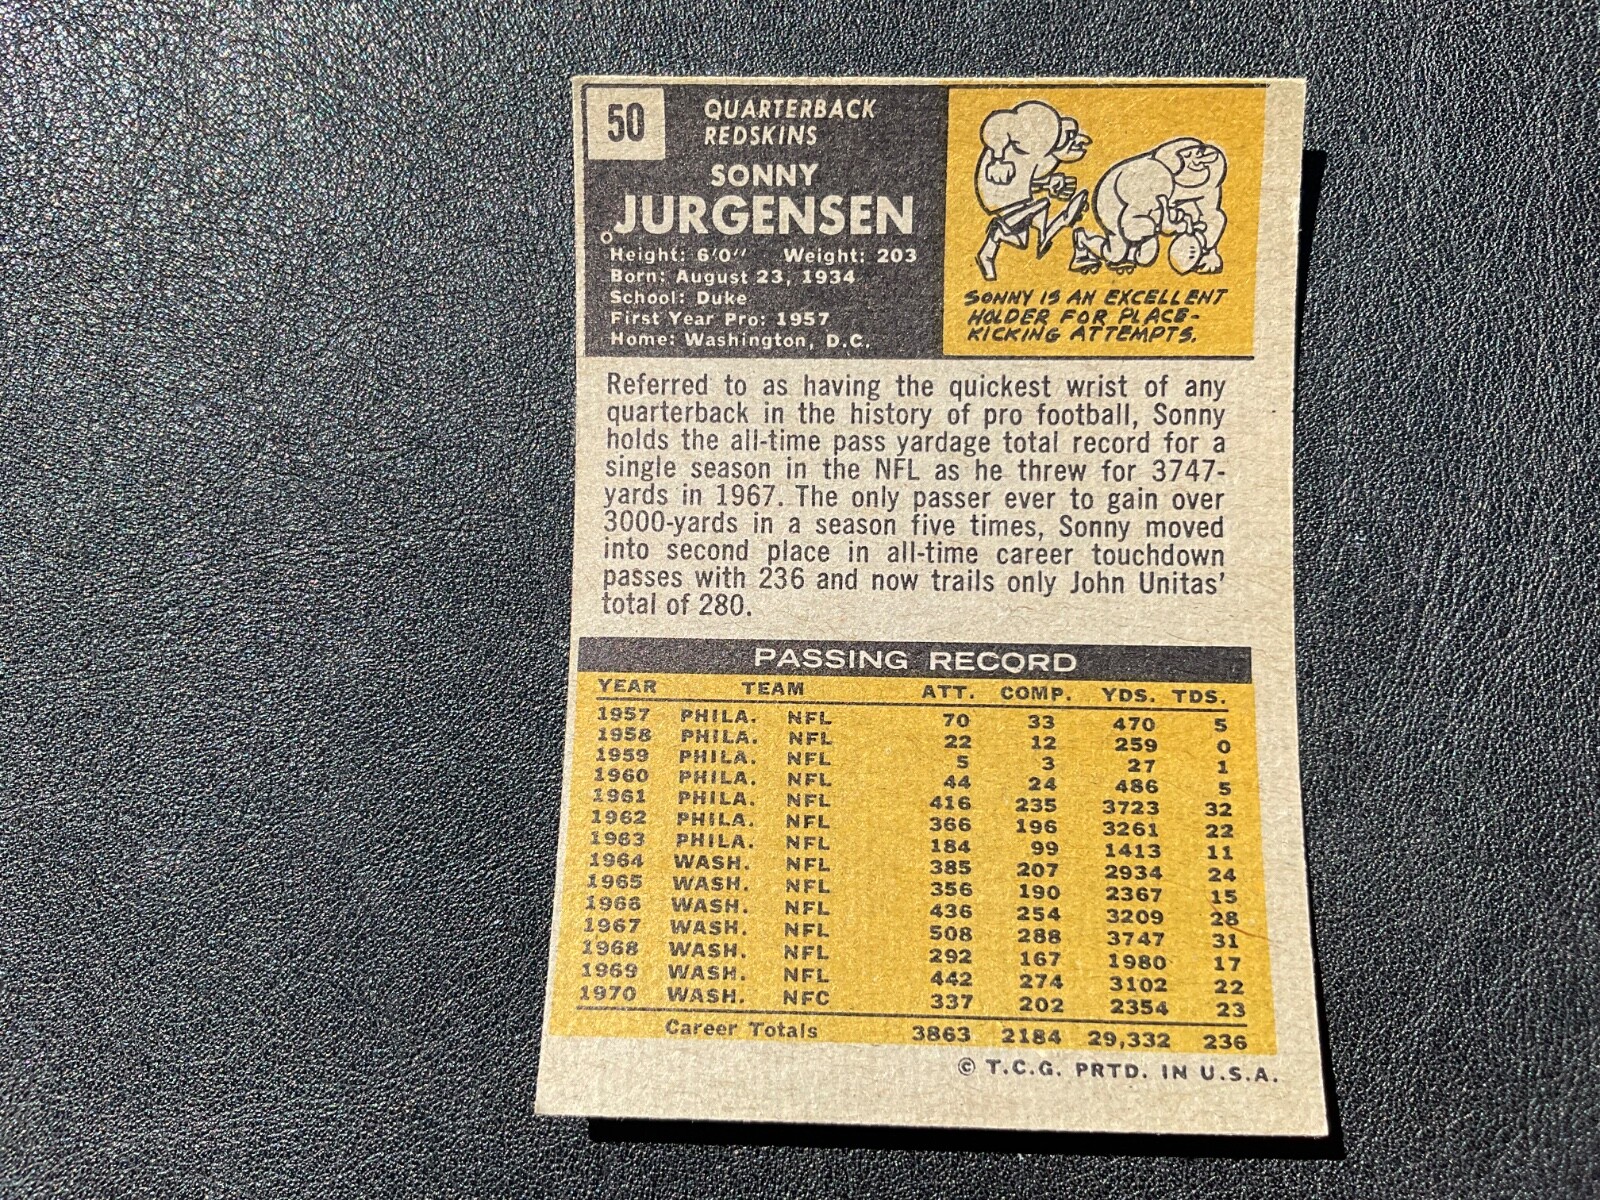 50
QUARTERBACK
REDSKINS
SONNY
JURGENSEN
Height: 6'0" Weight: 203
Born: August 23, 1934
School: Duke
First Year Pro: 1957
Home: Washington, D.C.
SONNY IS AN EXCELLENT
HOLDER FOR PLACE-
KICKING ATTEMPTS.
Referred to as having the quickest wrist of any
quarterback in the history of pro football, Sonny
holds the all-time pass yardage total record for a
single season in the NFL as he threw for 3747-
yards in 1967. The only passer ever to gain over
3000-yards in a season five times, Sonny moved
into second place in all-time career touchdown
passes with 236 and now trails only John Unitas'
total of 280.
PASSING RECORD
YEAR TEAM ATT. COMP. YDS. TDS.
1957 PHILA. NFL 70 33 470 5
1958 PHILA. NFL 22 12 259 0
1959 PHILA. NFL 5 3 27 1
1960 PHILA. NFL 44 24 486 5
1961 PHILA. NFL 416 235 3723 32
1962 PHILA. NFL 366 196 3261 22
1963 PHILA. NFL 184 99 1413 11
1964 WASH. NFL 385 207 2934 24
1965 WASH. NFL 356 190 2367 15
1966 WASH. NFL 436 254 3209 28
1967 WASH. NFL 508 288 3747 31
1968 WASH. NFL 292 167 1980 17
1969 WASH. NFL 442 274 3102 22
1970 WASH. NFC 337 202 2354 23
Career Totals 3863 2184 29,332 236
© T.C.G. PRTD. IN U.S.A.